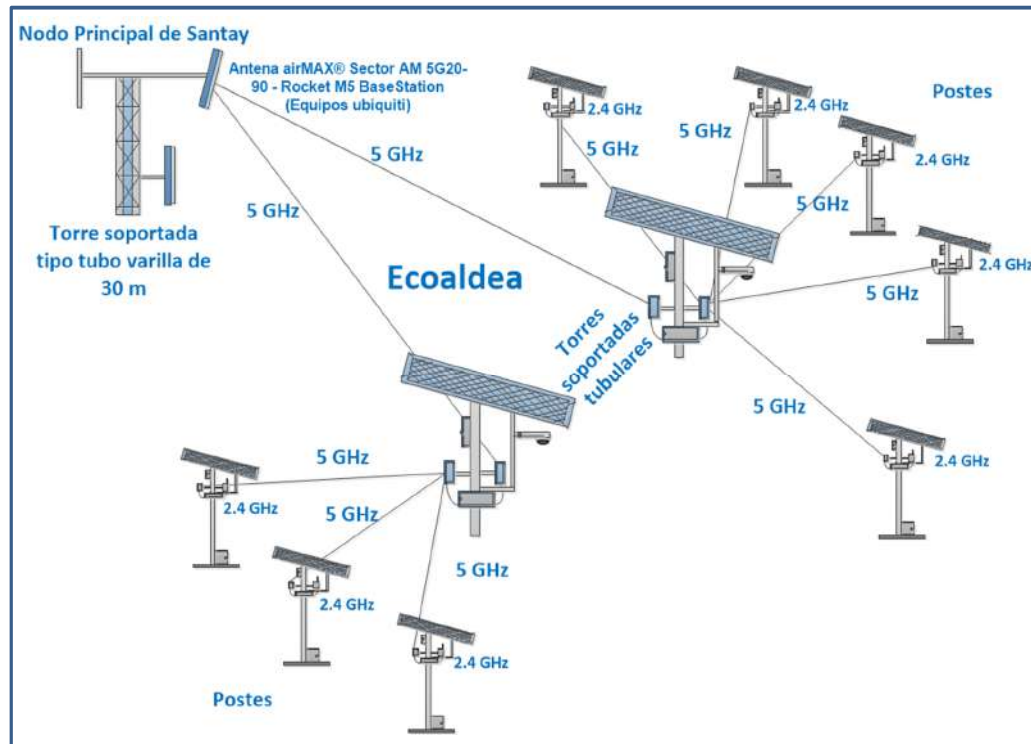 Nodo Principal de Santay
Antena airMAX® Sector AM 5G20-
90 - Rocket M5 BaseStation
(Equipos ubiquiti)
Torre soportada
tipo tubo varilla de
30 m
5 GHz
5 GHz
Ecoaldea
Torres
soportadas
tubulares
Postes
2.4 GHz
2.4 GHz
2.4 GHz
2.4 GHz
2.4 GHz
5 GHz
5 GHz
5 GHz
5 GHz
5 GHz
5 GHz
5 GHz
5 GHz
2.4 GHz
2.4 GHz
2.4 GHz
Postes